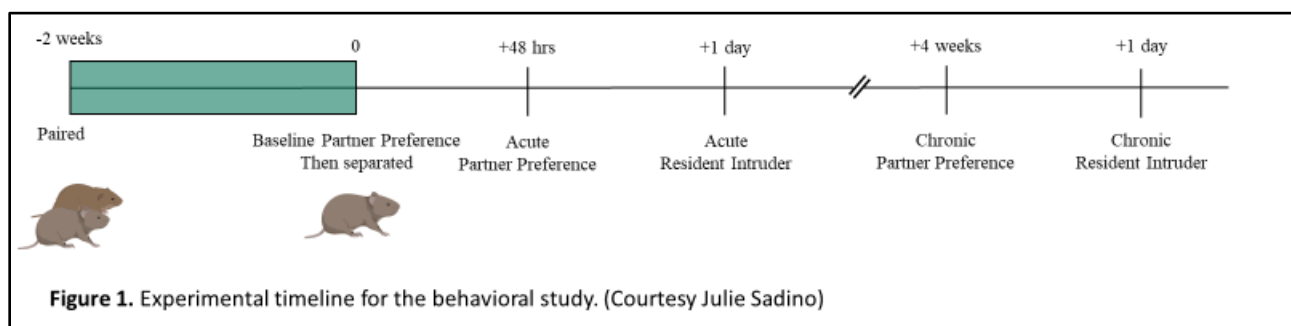 -2 weeks
0
+48 hrs
+1 day
+4 weeks
+1 day
Paired
Baseline Partner Preference
Then separated
Acute
Partner Preference
Acute
Resident Intruder
Chronic
Partner Preference
Chronic
Resident Intruder
Figure 1. Experimental timeline for the behavioral study. (Courtesy Julie Sadino)